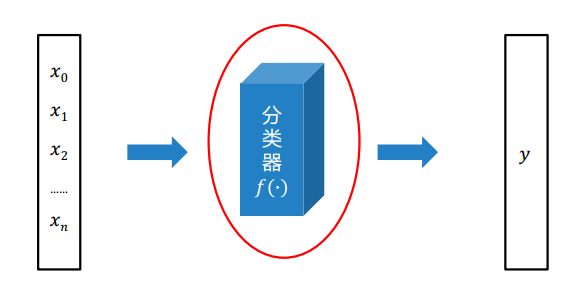 x₀
x₁
x₂
......
xₙ
分
类
器
f(·)
y